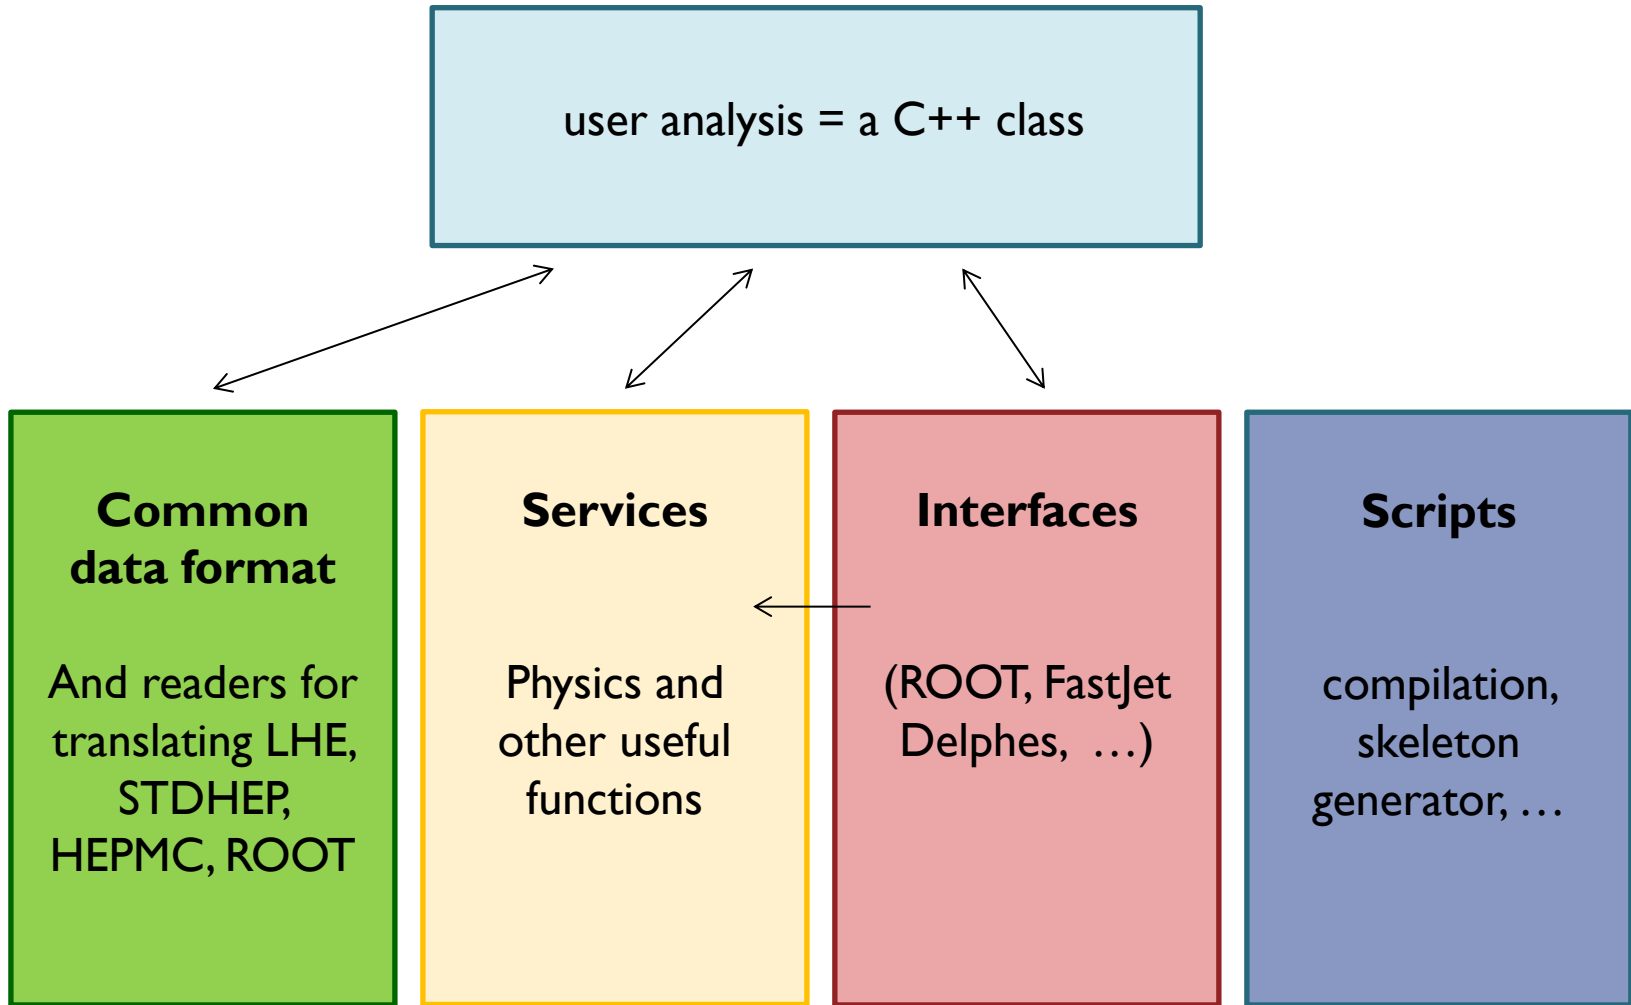 user analysis = a C++ class
Common
data format
And readers for
translating LHE,
STDHEP,
HEPMC, ROOT
Services
Physics and
other useful
functions
Interfaces
(ROOT, FastJet
Delphes, …)
Scripts
compilation,
skeleton
generator, …